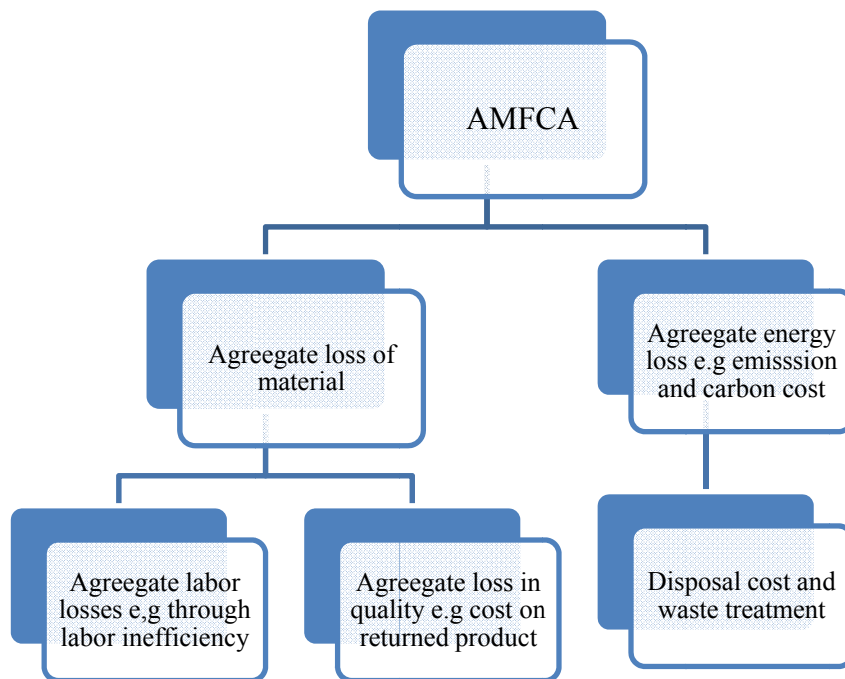 AMFCA
Agreegate loss of
material
Agreegate energy
loss e.g emisssion
and carbon cost
Agreegate labor
losses e,g through
labor inefficiency
Agreegate loss in
quality e.g cost on
returned product
Disposal cost and
waste treatment